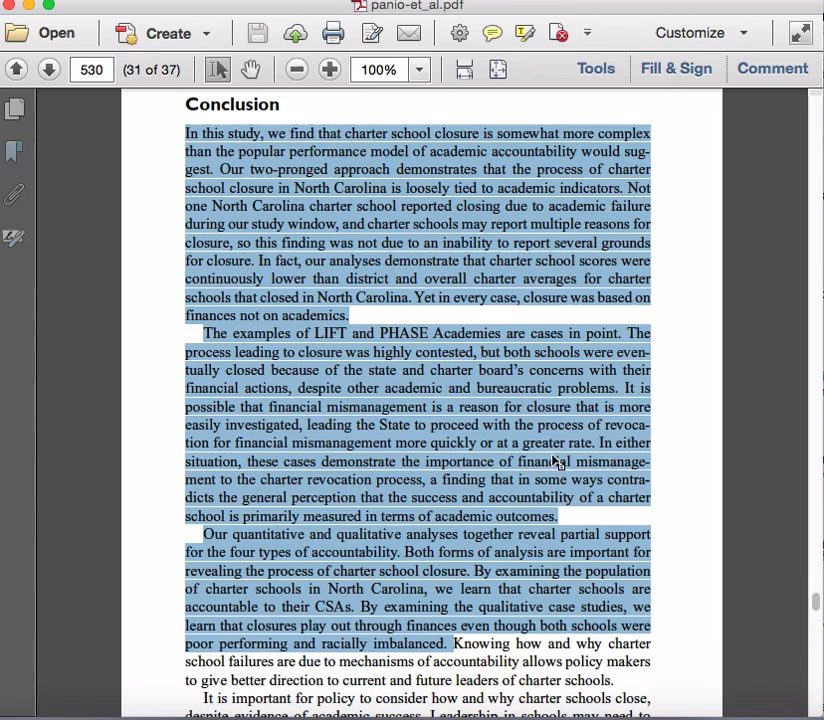 panio-et_al.pdf
Open Create Customize
530 (31 of 37) 100% Tools Fill & Sign Comment
Conclusion
In this study, we find that charter school closure is somewhat more complex
than the popular performance model of academic accountability would sug-
gest. Our two-pronged approach demonstrates that the process of charter
school closure in North Carolina is loosely tied to academic indicators. Not
one North Carolina charter school reported closing due to academic failure
during our study window, and charter schools may report multiple reasons for
closure, so this finding was not due to an inability to report several grounds
for closure. In fact, our analyses demonstrate that charter school scores were
continuously lower than district and overall charter averages for charter
schools that closed in North Carolina. Yet in every case, closure was based on
finances not on academics.
The examples of LIFT and PHASE Academies are cases in point. The
process leading to closure was highly contested, but both schools were even-
tually closed because of the state and charter board's concerns with their
financial actions, despite other academic and bureaucratic problems. It is
possible that financial mismanagement is a reason for closure that is more
easily investigated, leading the State to proceed with the process of revoca-
tion for financial mismanagement more quickly or at a greater rate. In either
situation, these cases demonstrate the importance of financial mismanage-
ment to the charter revocation process, a finding that in some ways contra-
dicts the general perception that the success and accountability of a charter
school is primarily measured in terms of academic outcomes.
Our quantitative and qualitative analyses together reveal partial support
for the four types of accountability. Both forms of analysis are important for
revealing the process of charter school closure. By examining the population
of charter schools in North Carolina, we learn that charter schools are
accountable to their CSAs. By examining the qualitative case studies, we
learn that closures play out through finances even though both schools were
poor performing and racially imbalanced. Knowing how and why charter
school failures are due to mechanisms of accountability allows policy makers
to give better direction to current and future leaders of charter schools.
It is important for policy to consider how and why charter schools close,
despite evidence of academic success. Leadership in schools may need to